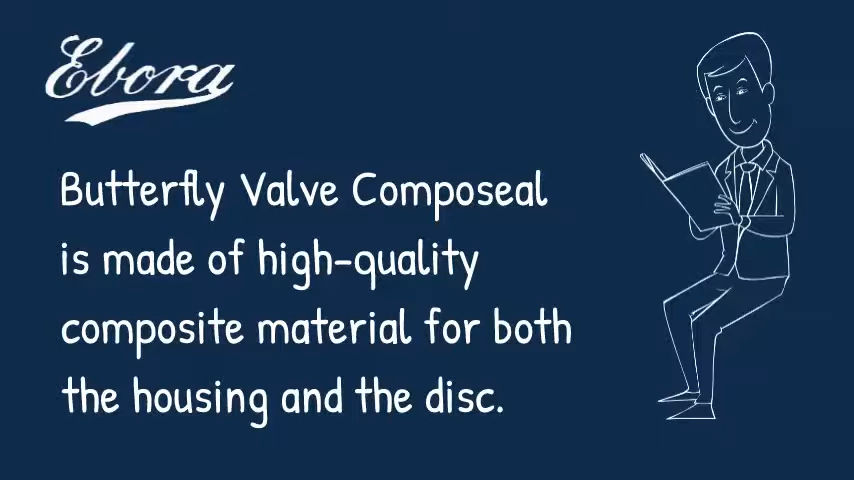 Ebora
Butterfly Valve Composeal
is made of high-quality
composite material for both
the housing and the disc.